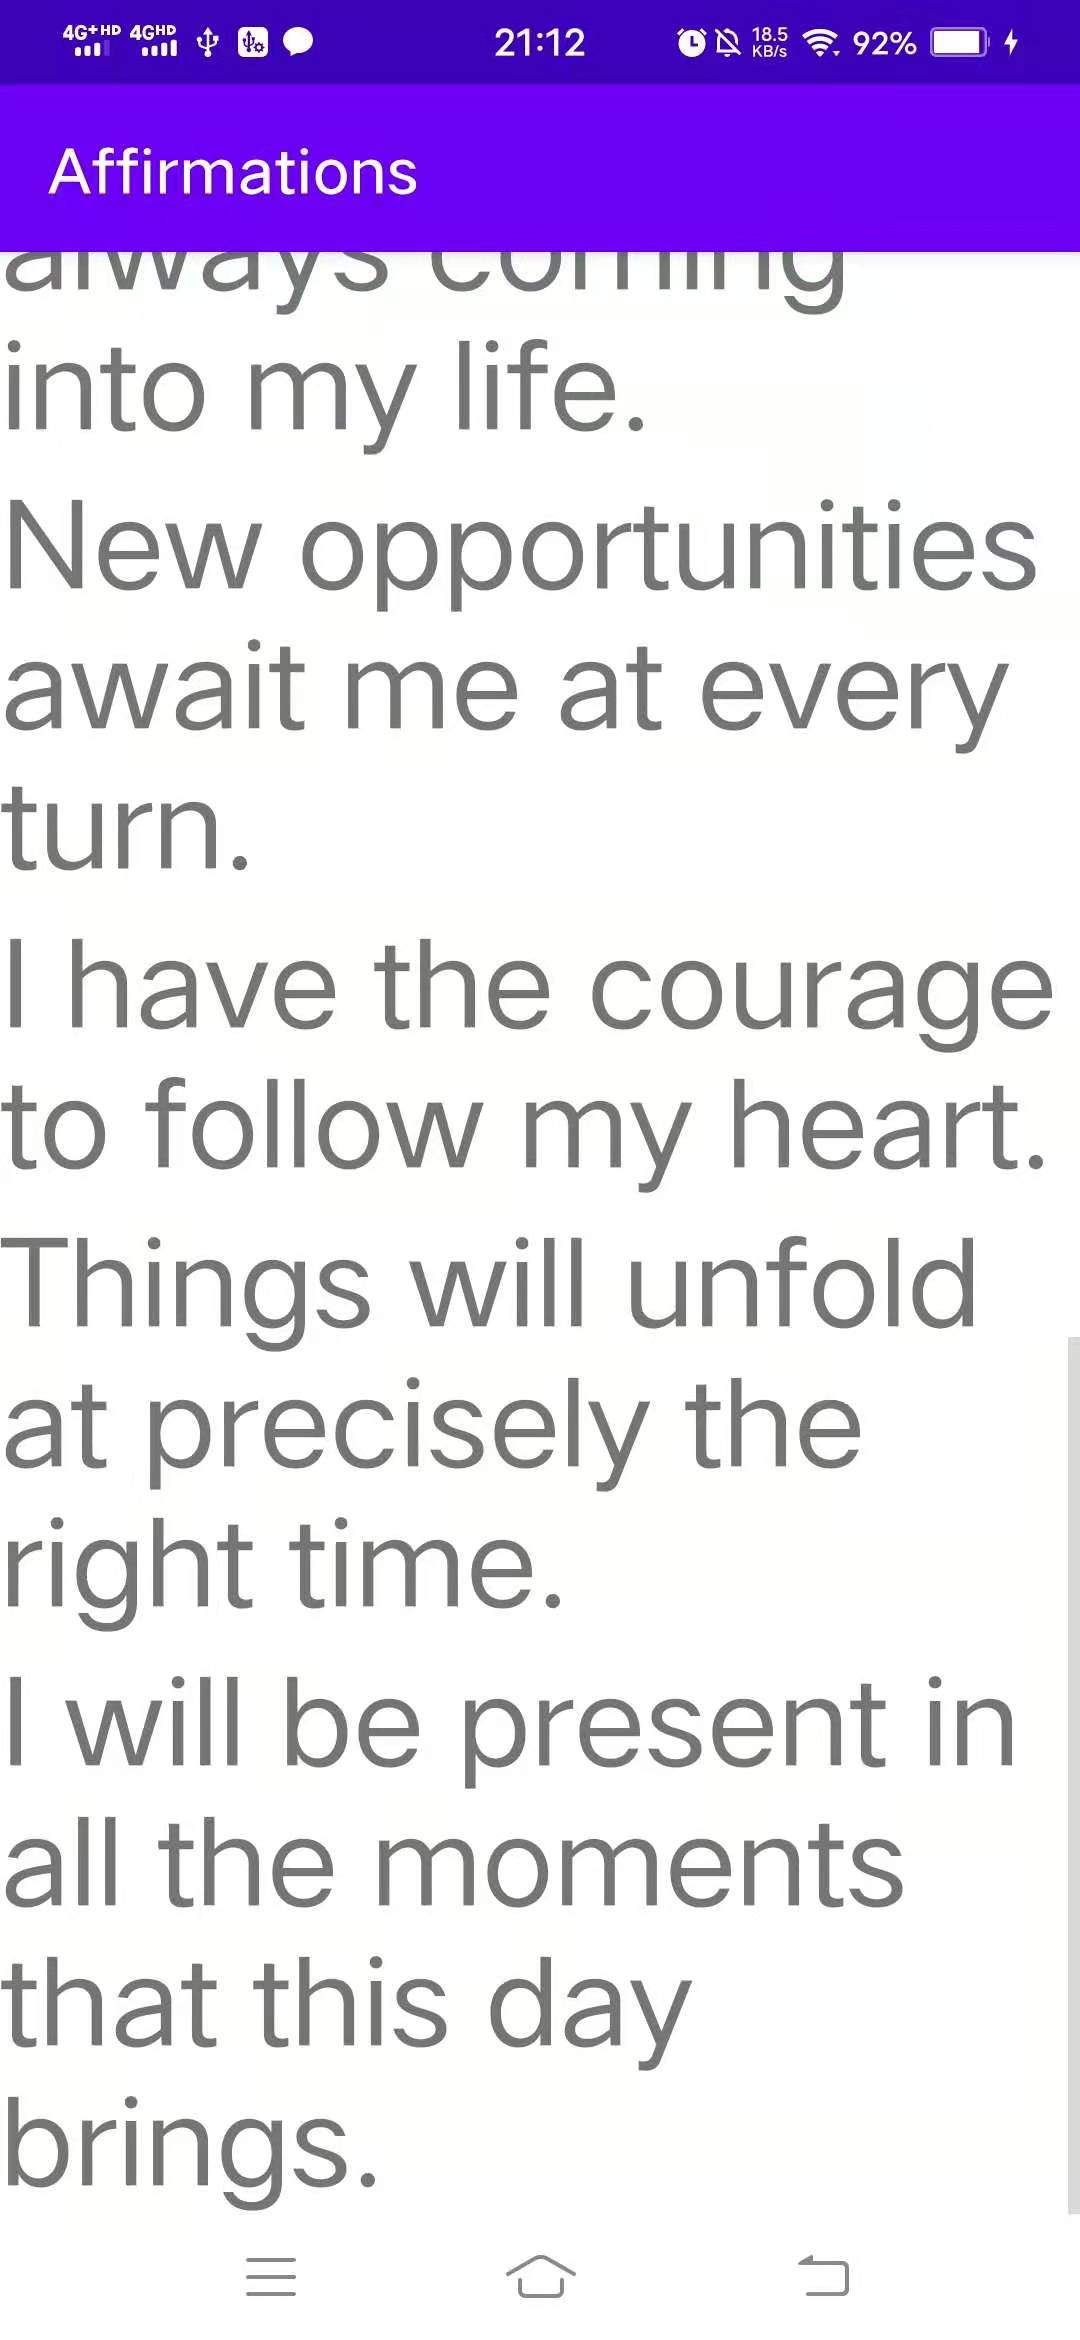 4G+HD 4GHD 21:12 18.5 KB/s 92%
Affirmations
always coming
into my life.
New opportunities
await me at every
turn.
I have the courage
to follow my heart.
Things will unfold
at precisely the
right time.
I will be present in
all the moments
that this day
brings.